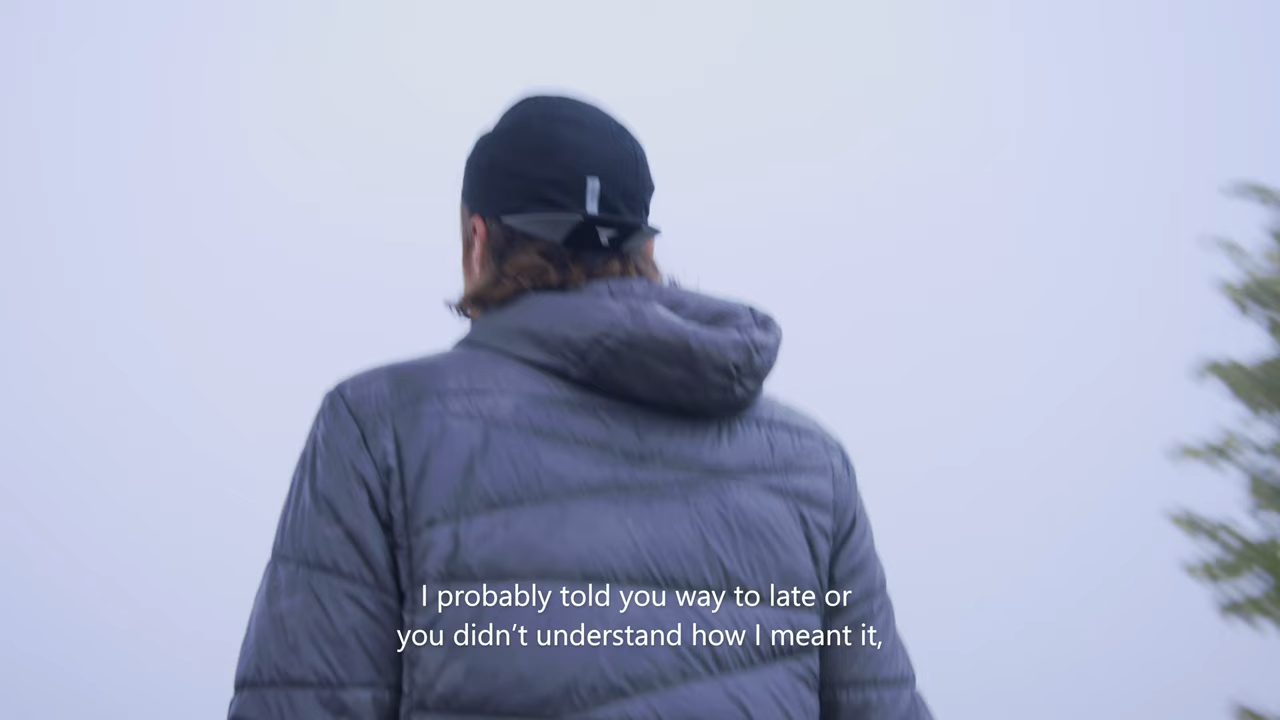 I probably told you way to late or
you didn’t understand how I meant it,